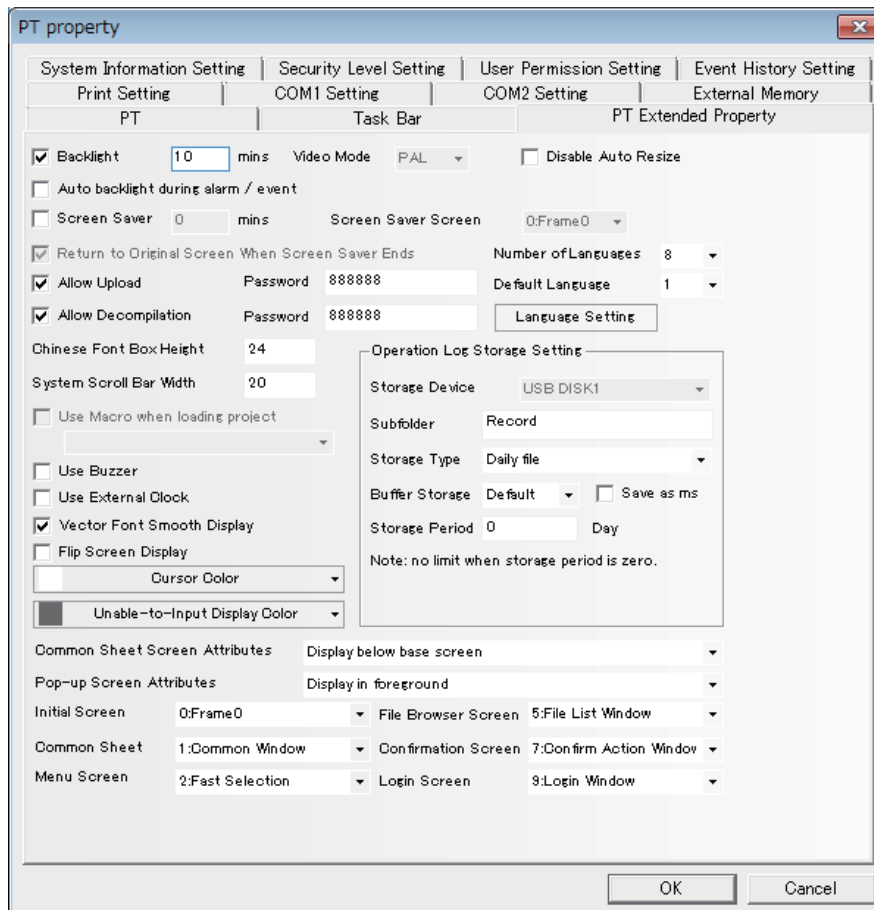 PT property
System Information Setting Security Level Setting User Permission Setting Event History Setting
Print Setting COM1 Setting COM2 Setting External Memory
PT Task Bar PT Extended Property
Backlight 10 mins Video Mode PAL Disable Auto Resize
Auto backlight during alarm / event
Screen Saver 0 mins Screen Saver Screen 0:Frame0
Return to Original Screen When Screen Saver Ends Number of Languages 8
Allow Upload Password 888888 Default Language 1
Allow Decompilation Password 888888 Language Setting
Chinese Font Box Height 24 Operation Log Storage Setting
System Scroll Bar Width 20 Storage Device USB DISK1
Use Macro when loading project Subfolder Record
Storage Type Daily file
Use Buzzer
Use External Clock Buffer Storage Default Save as ms
Vector Font Smooth Display Storage Period 0 Day
Flip Screen Display Note: no limit when storage period is zero.
Cursor Color
Unable-to-Input Display Color
Common Sheet Screen Attributes Display below base screen
Pop-up Screen Attributes Display in foreground
Initial Screen 0:Frame0 File Browser Screen 5:File List Window
Common Sheet 1:Common Window Confirmation Screen 7:Confirm Action Window
Menu Screen 2:Fast Selection Login Screen 9:Login Window
OK Cancel